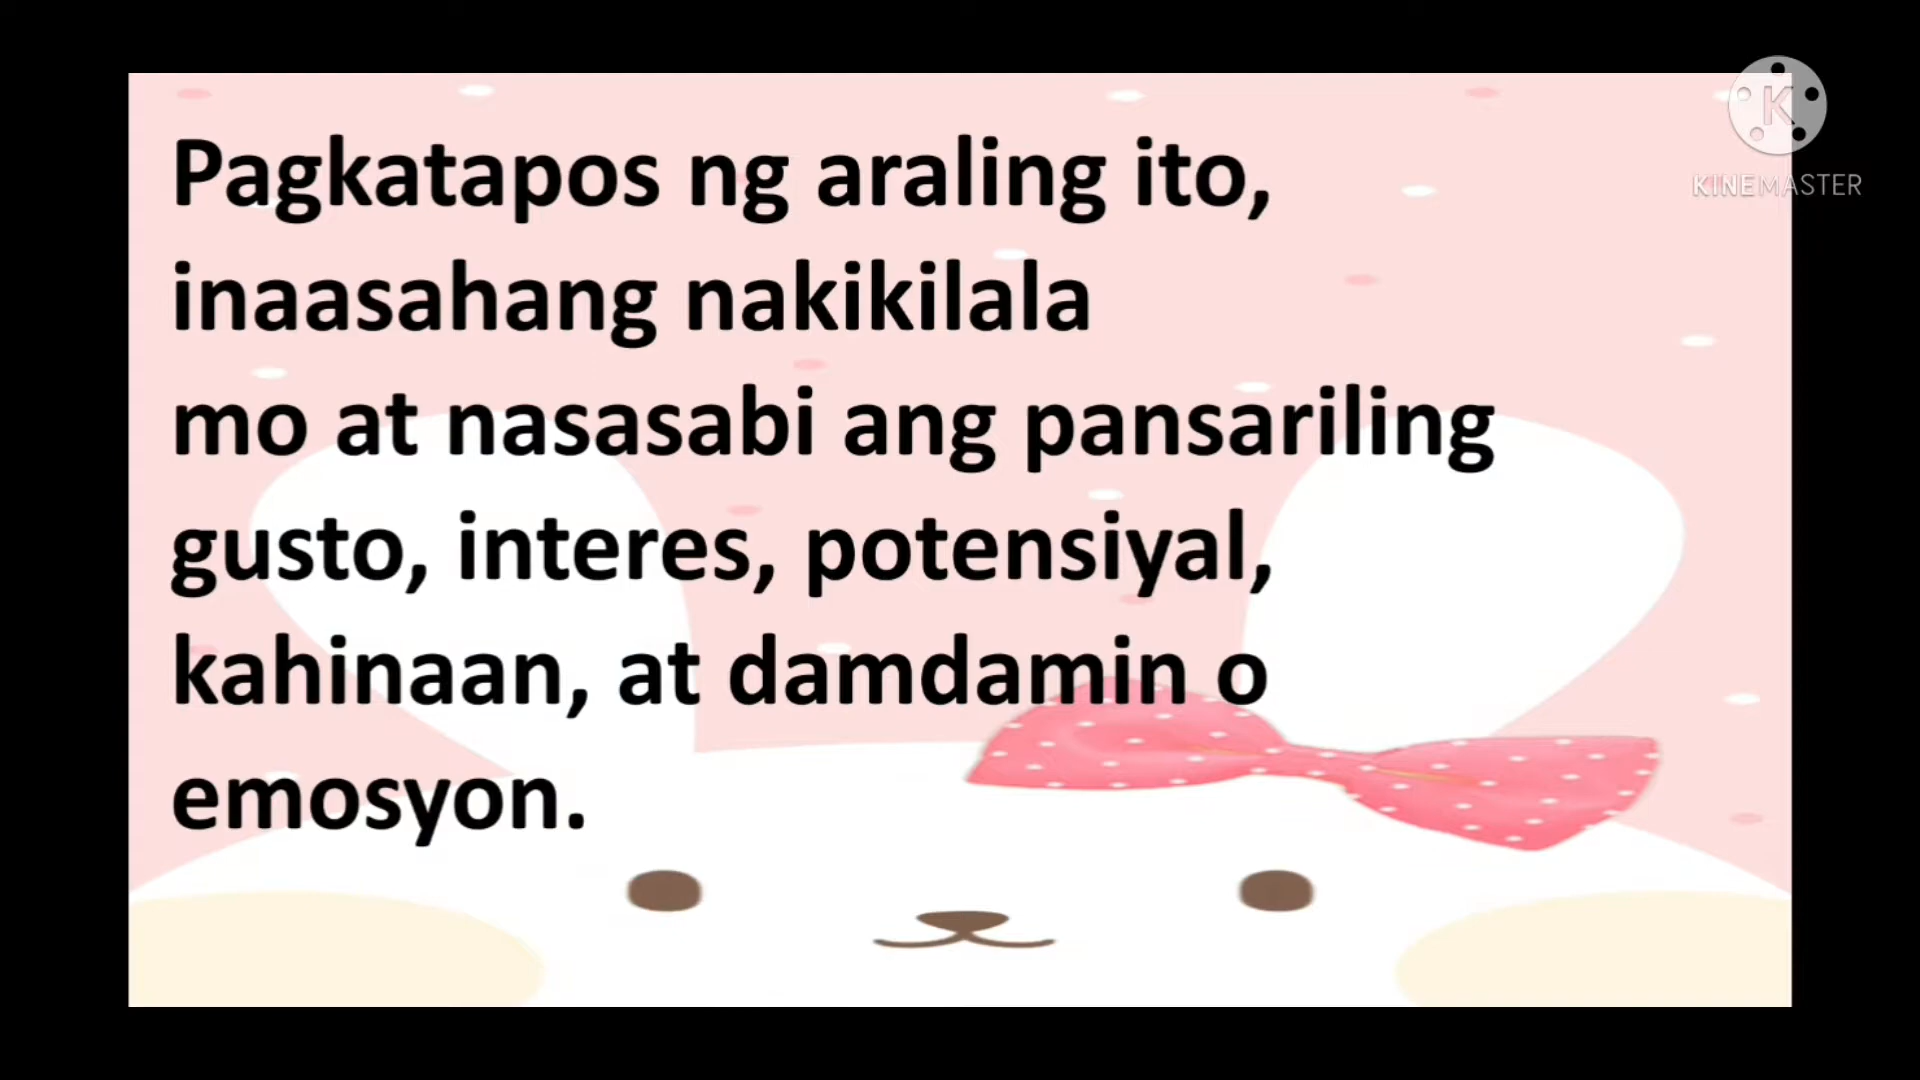 Pagkatapos ng araling ito,
inaasahang nakikilala
mo at nasasabi ang pansariling
gusto, interes, potensiyal,
kahinaan, at damdamin o
emosyon.
K
KINEMASTER